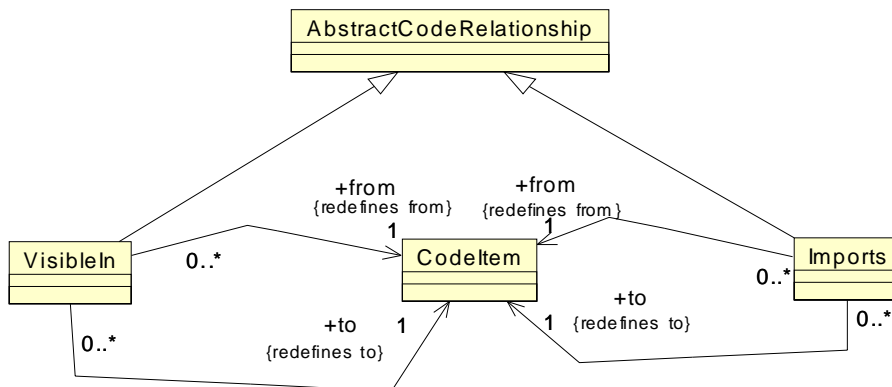 AbstractCodeRelationship
+from
{redefines from}
1
+from
{redefines from}
1
VisibleIn
0..*
CodeItem
Imports
0..*
+to
{redefines to}
1
0..*
+to
{redefines to}
1
0..*